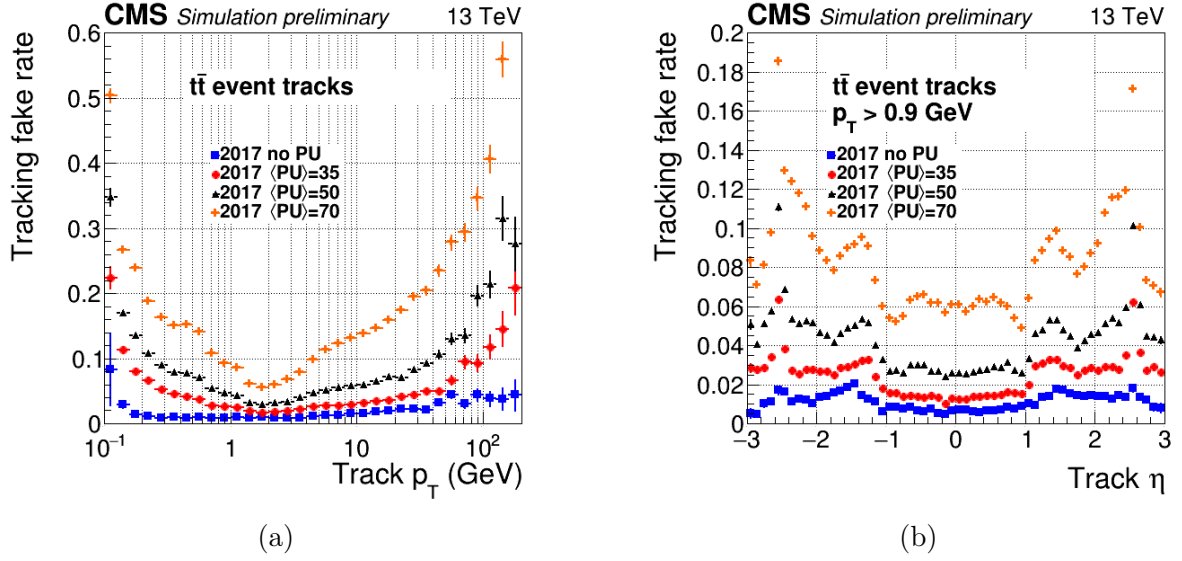 CMS Simulation preliminary 13 TeV
Tracking fake rate
0.6
0.5
0.4
0.3
0.2
0.1
0
tt̄ event tracks
2017 no PU
2017 ⟨PU⟩=35
2017 ⟨PU⟩=50
2017 ⟨PU⟩=70
10⁻¹ 1 10 10²
Track p_T (GeV)
(a)
CMS Simulation preliminary 13 TeV
Tracking fake rate
0.2
0.18
0.16
0.14
0.12
0.1
0.08
0.06
0.04
0.02
0
tt̄ event tracks
p_T > 0.9 GeV
2017 no PU
2017 ⟨PU⟩=35
2017 ⟨PU⟩=50
2017 ⟨PU⟩=70
−3 −2 −1 0 1 2 3
Track η
(b)